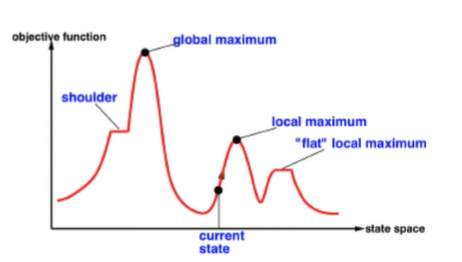 objective function
global maximum
shoulder
local maximum
"flat" local maximum
state space
current
state